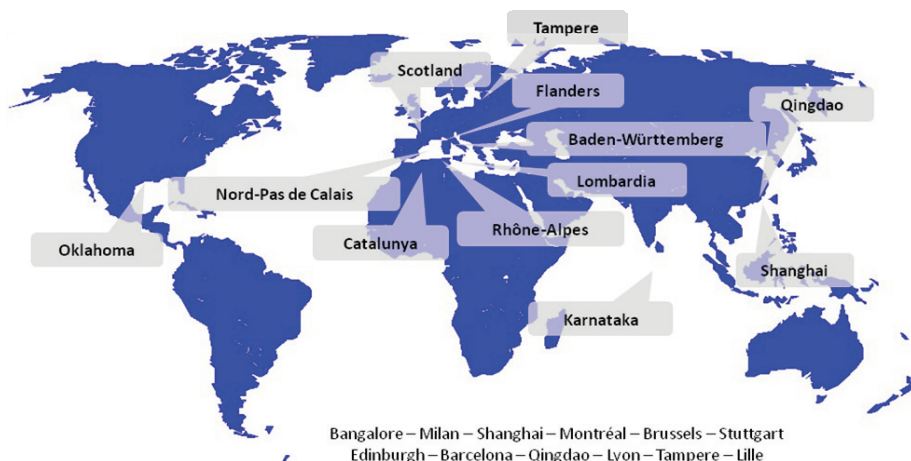 Tampere
Scotland
Flanders
Qingdao
Baden-Württemberg
Nord-Pas de Calais
Lombardia
Oklahoma
Catalunya
Rhône-Alpes
Shanghai
Karnataka
Bangalore – Milan – Shanghai – Montréal – Brussels – Stuttgart
Edinburgh – Barcelona – Qingdao – Lyon – Tampere – Lille